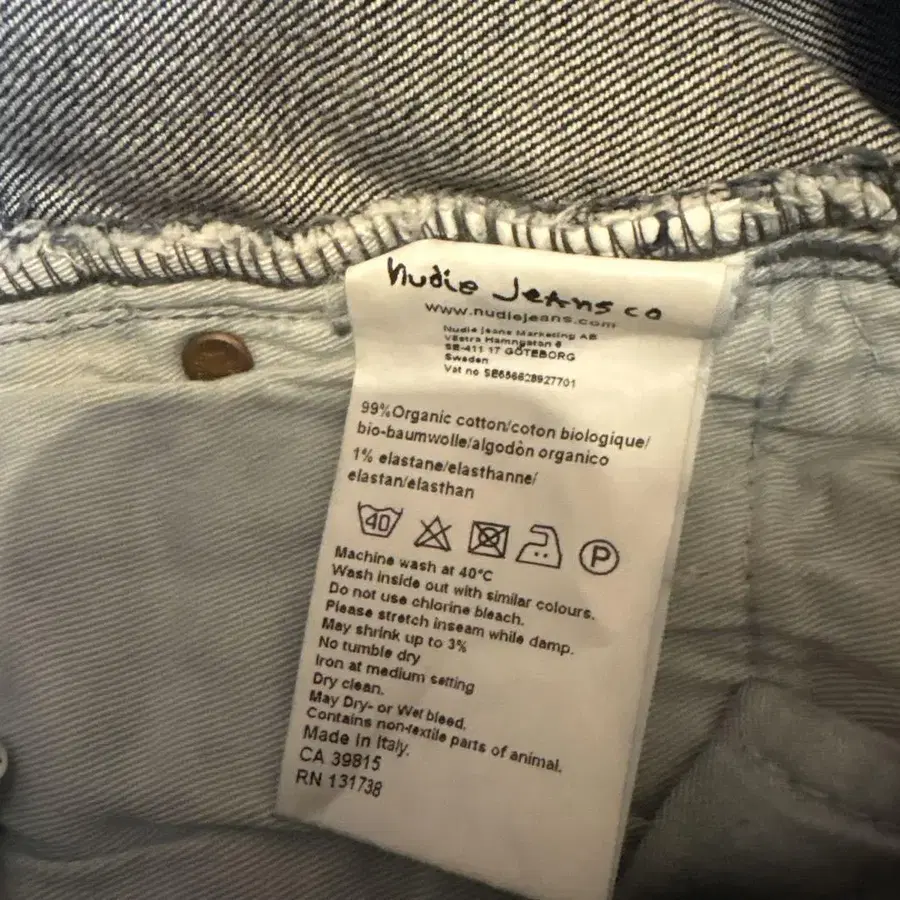 nudie Jeans co
www.nudiejeans.com
Nudie Jeans Marketing AB
Västra Hamngatan 6
SE-411 17 GÖTEBORG
Sweden
Vat no SE556628927701
99%Organic cotton/coton biologique/
bio-baumwolle/algodòn organico
1% elastane/elasthanne/
elastan/elasthan
40
P
Machine wash at 40°C
Wash inside out with similar colours.
Do not use chlorine bleach.
Please stretch inseam while damp.
May shrink up to 3%
No tumble dry
Iron at medium setting
Dry clean.
May Dry- or Wet bleed.
Contains non-textile parts of animal.
Made in Italy.
CA 39815
RN 131738